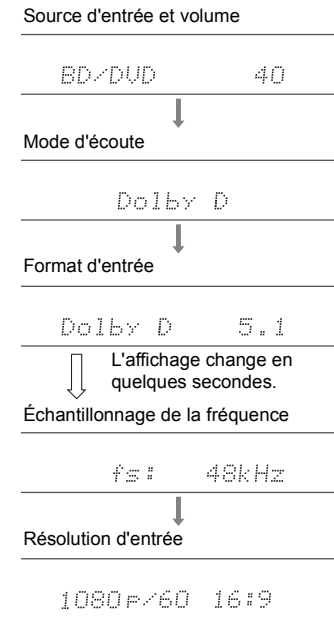 Source d'entrée et volume
BD/DVD 40
Mode d'écoute
Dolby D
Format d'entrée
Dolby D 5.1
L'affichage change en
quelques secondes.
Échantillonnage de la fréquence
fs: 48kHz
Résolution d'entrée
1080p/60 16:9